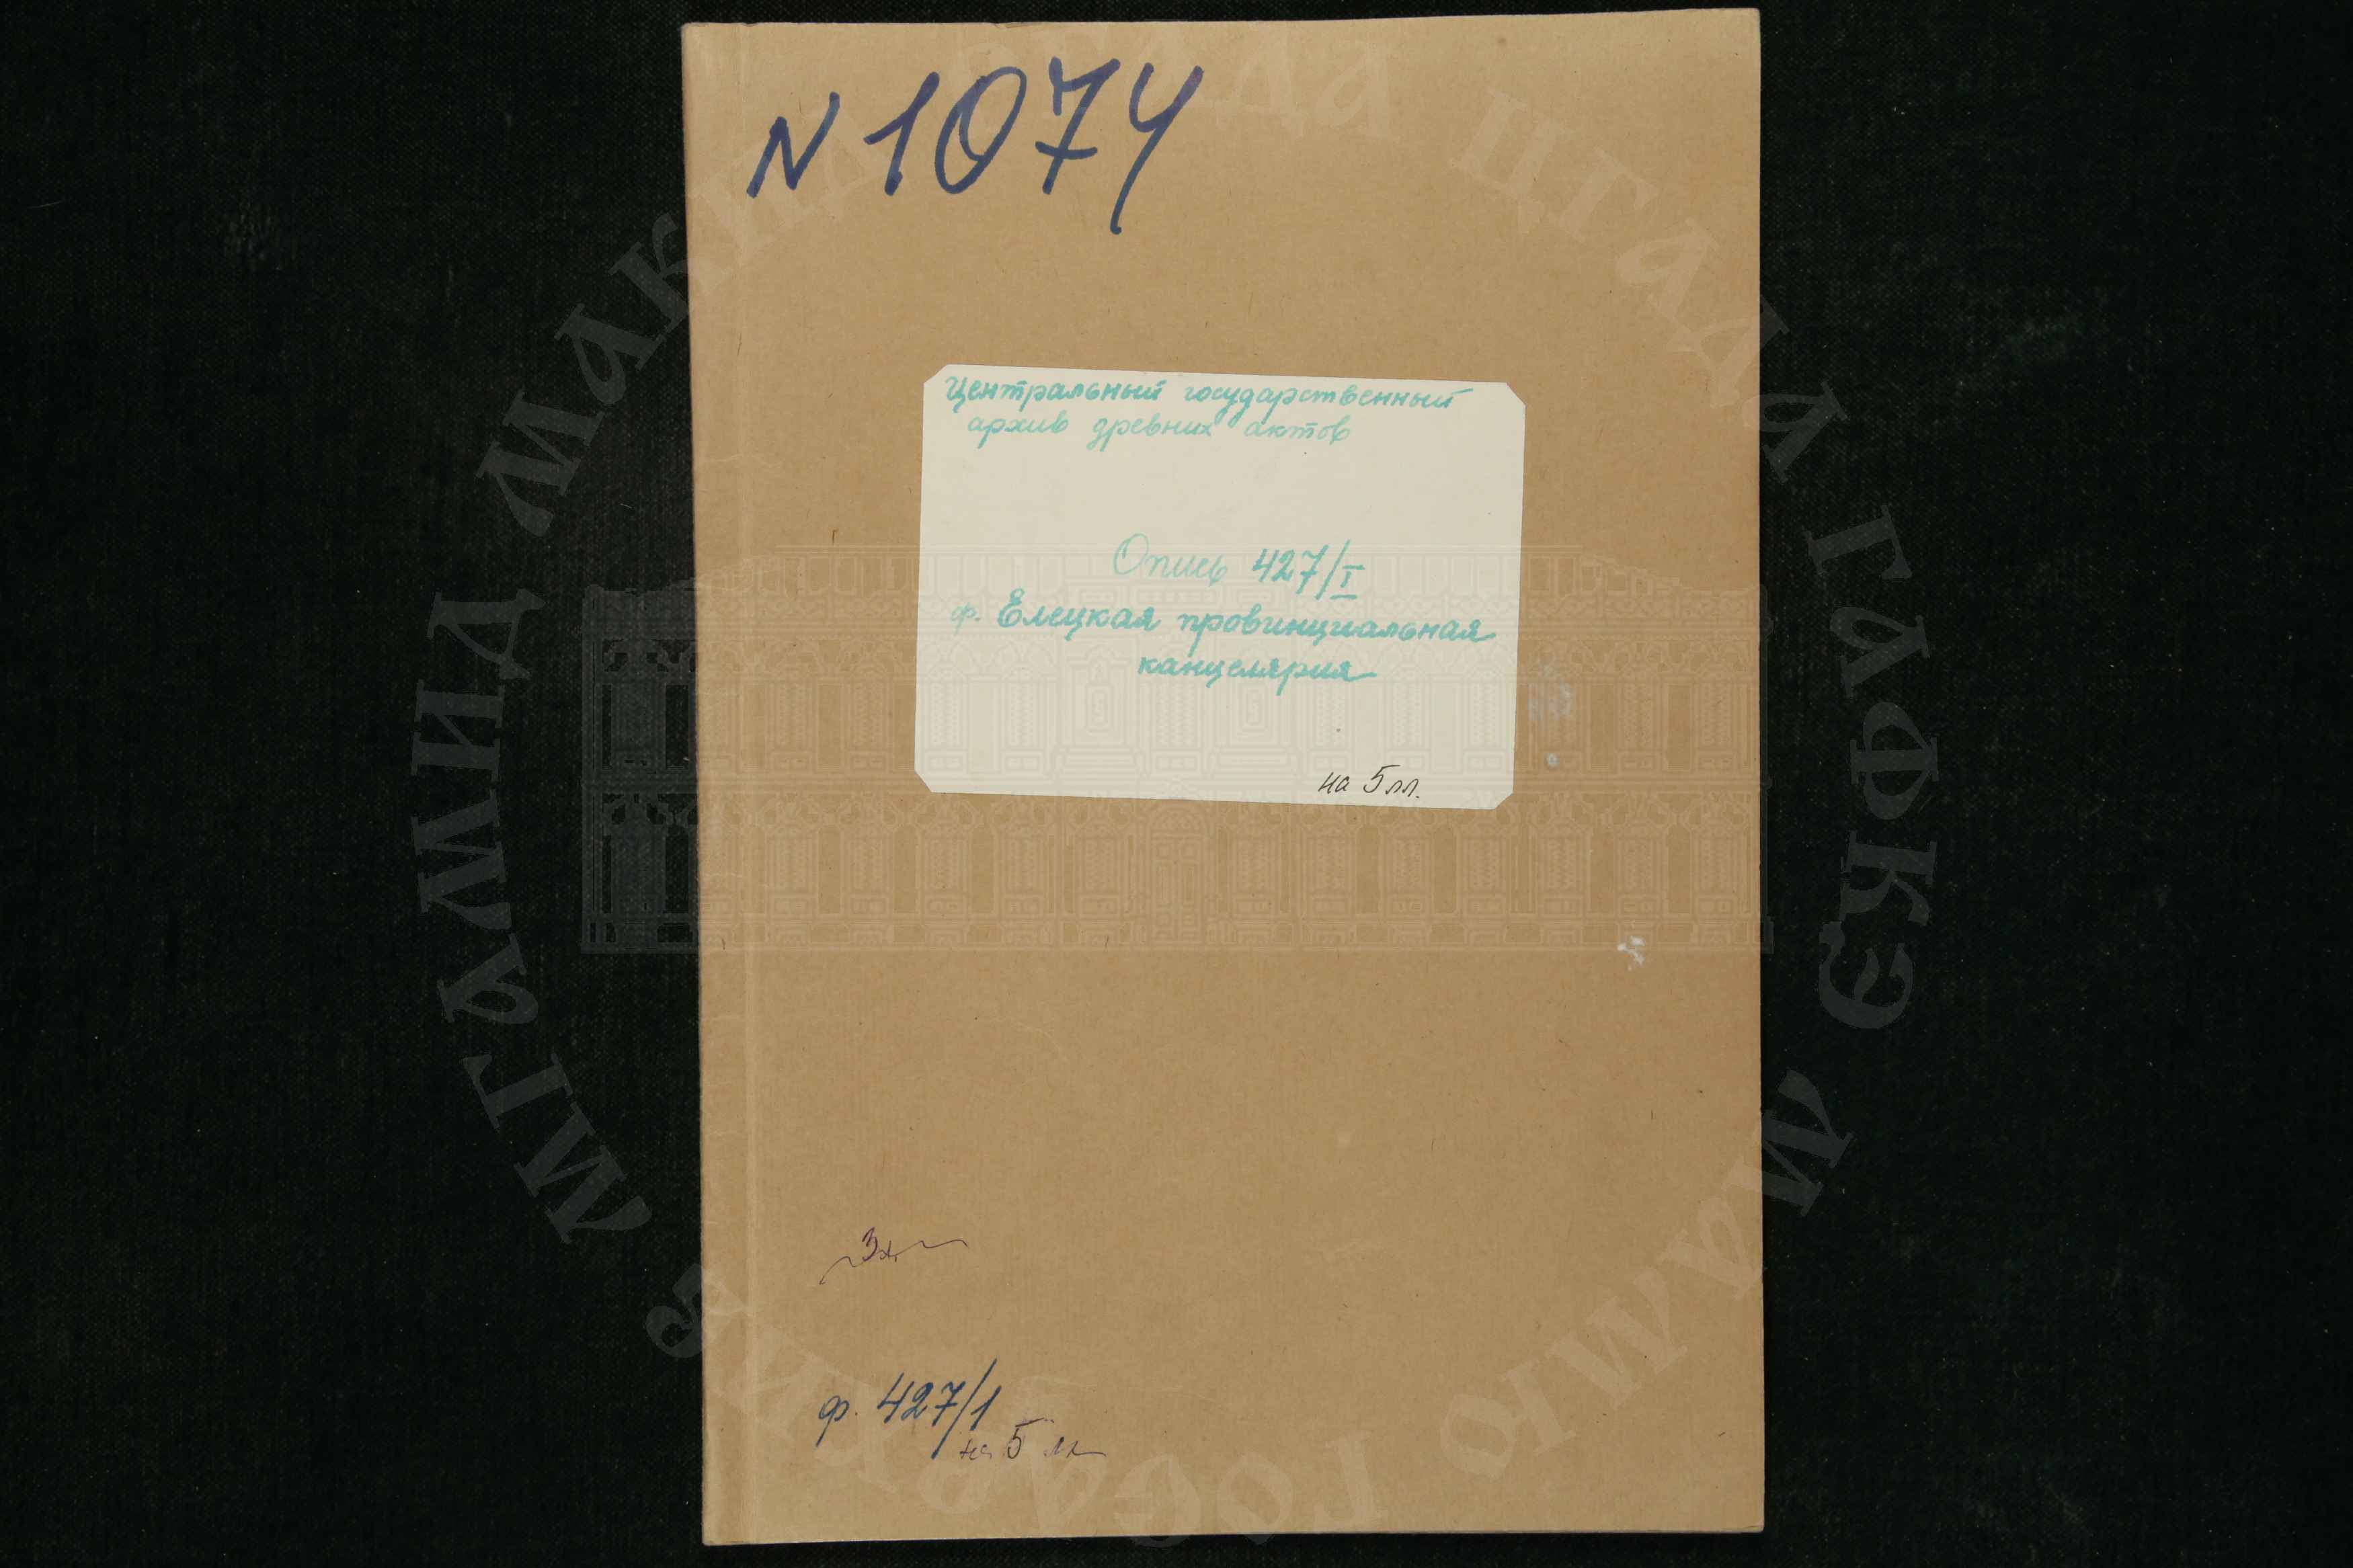 N 1074
Центральный государственный
архив древних актов
Опись 427/I
ф. Елецкая провинциальная
канцелярия
на 5 лл.
ф. 427/1
на 5 лл